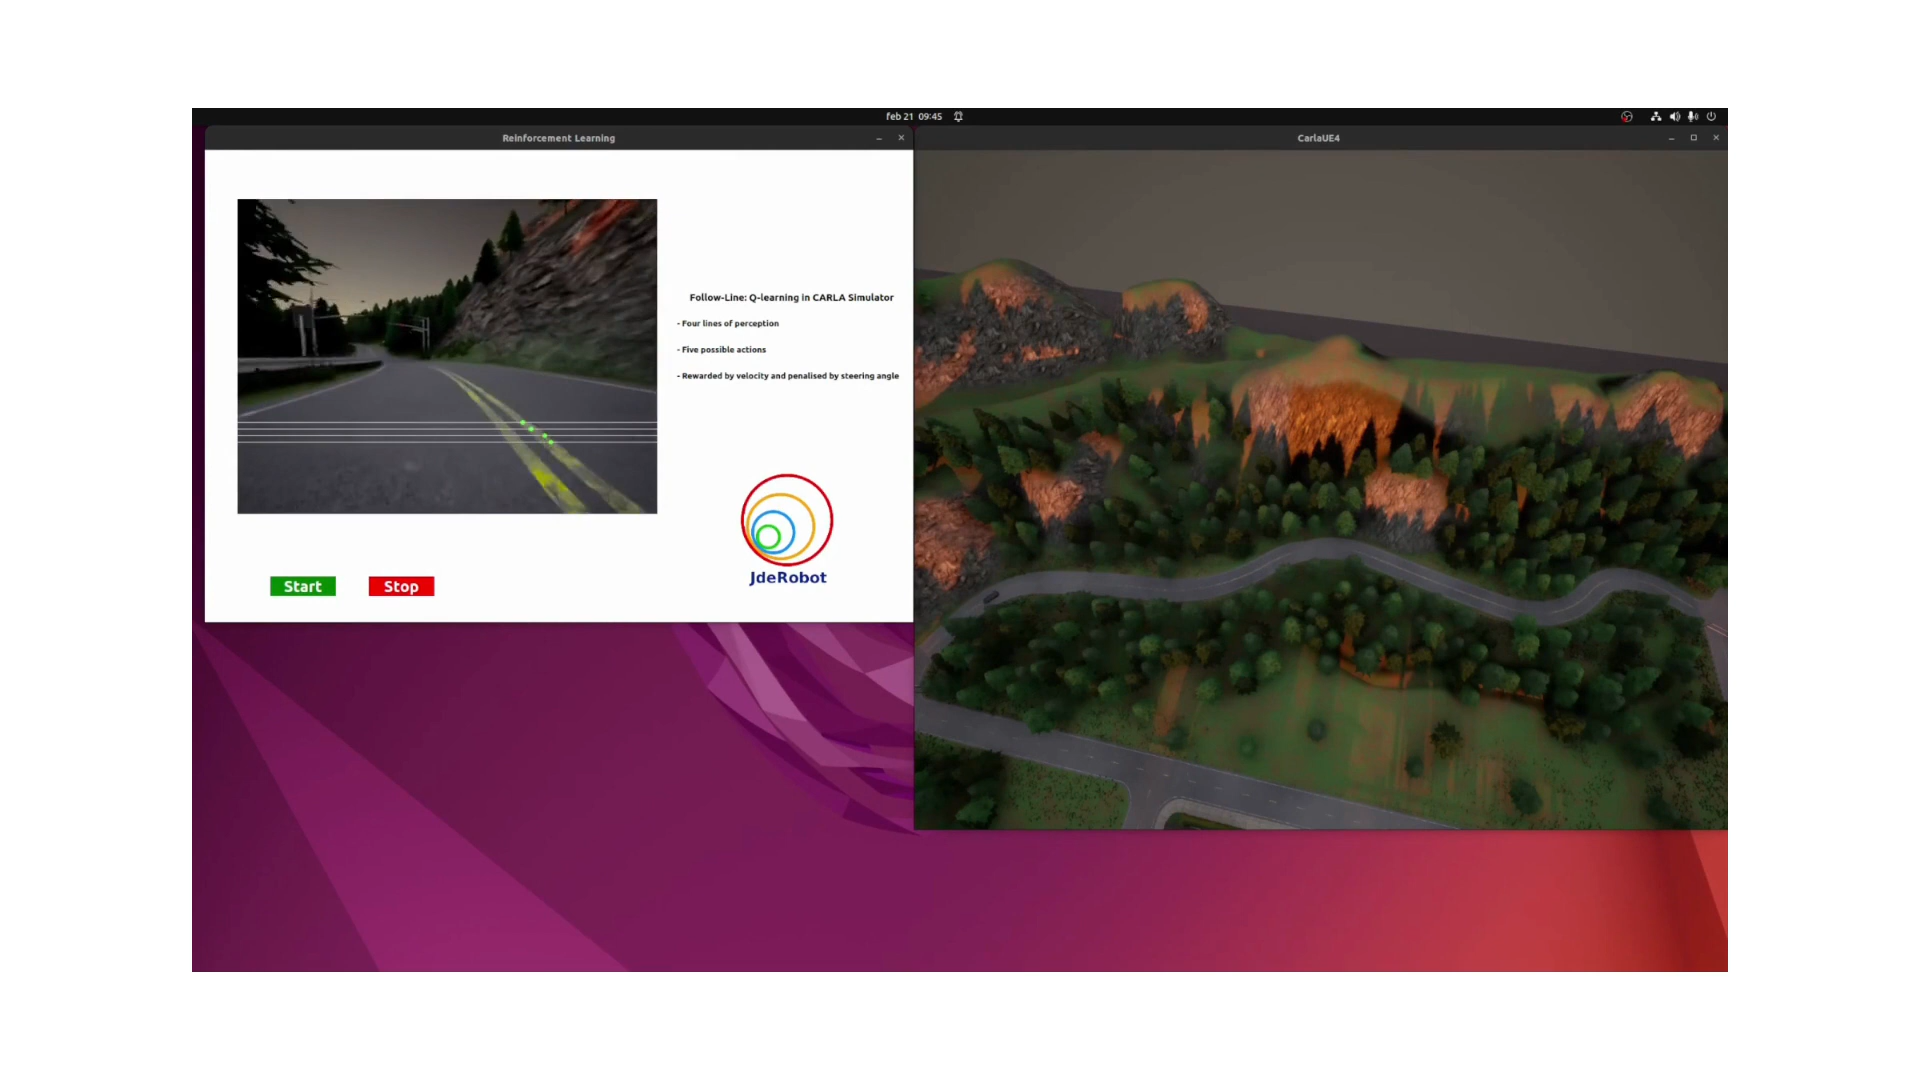 feb 21 09:45
Reinforcement Learning
CarlaUE4
Follow-Line: Q-learning in CARLA Simulator
- Four lines of perception
- Five possible actions
- Rewarded by velocity and penalised by steering angle
JdeRobot
Start
Stop